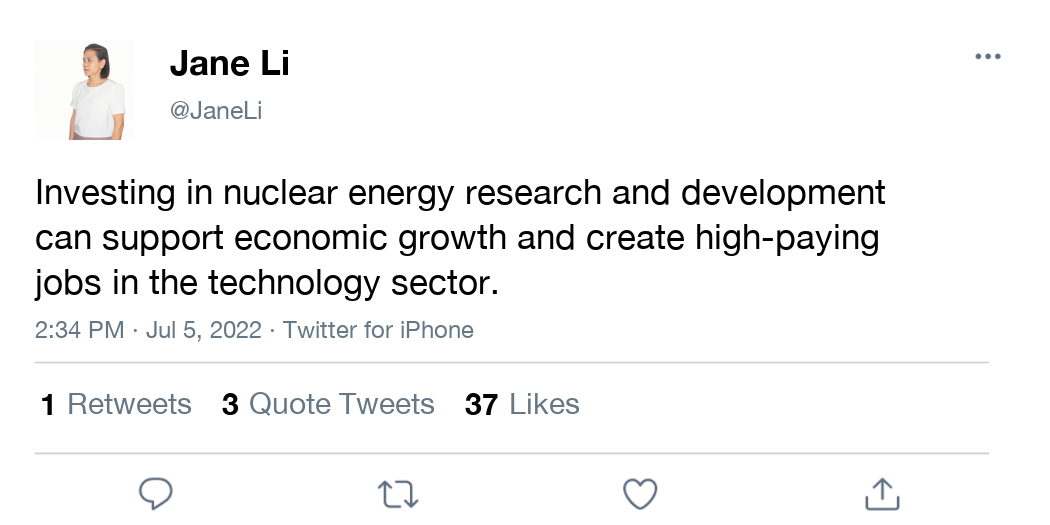 Jane Li
@JaneLi
Investing in nuclear energy research and development
can support economic growth and create high-paying
jobs in the technology sector.
2:34 PM · Jul 5, 2022 · Twitter for iPhone
1 Retweets 3 Quote Tweets 37 Likes